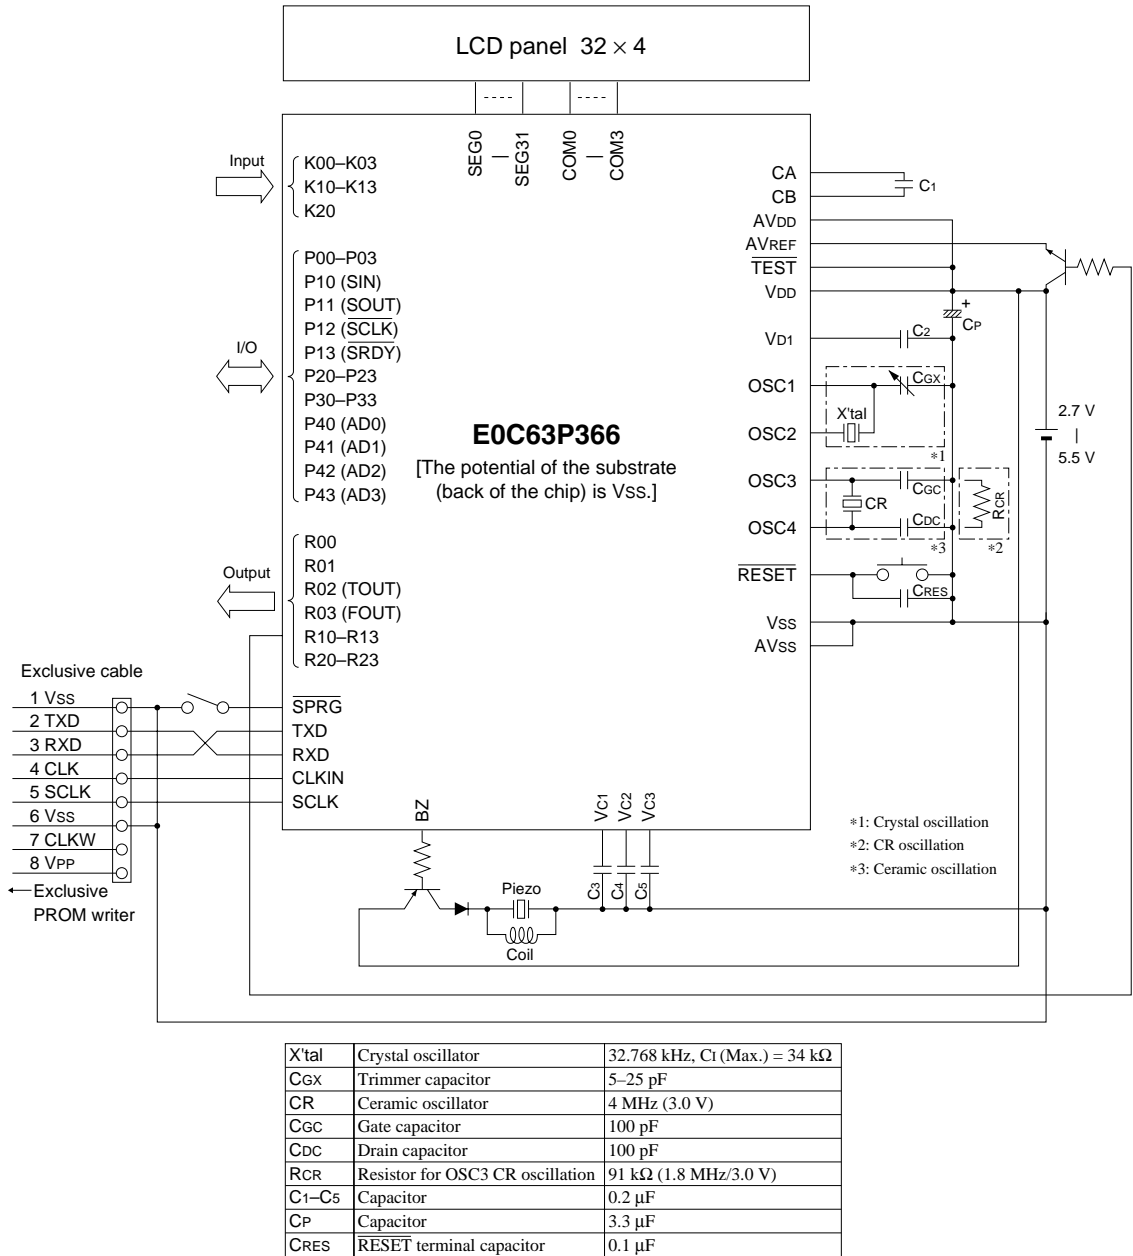 LCD panel 32 × 4
SEG0 — SEG31
COM0 — COM3
Input
K00–K03
K10–K13
K20
I/O
P00–P03
P10 (SIN)
P11 (SOUT)
P12 (S̅C̅L̅K̅)
P13 (S̅R̅D̅Y̅)
P20–P23
P30–P33
P40 (AD0)
P41 (AD1)
P42 (AD2)
P43 (AD3)
Output
R00
R01
R02 (TOUT)
R03 (FOUT)
R10–R13
R20–R23
E0C63P366
[The potential of the substrate
(back of the chip) is VSS.]
CA
CB
C1
AVDD
AVREF
T̅E̅S̅T̅
VDD
+
CP
VD1
C2
OSC1
CGX
X'tal
OSC2
*1
OSC3
CGC
CR
OSC4
CDC
*3
RCR
*2
R̅E̅S̅E̅T̅
CRES
VSS
AVSS
2.7 V
|
5.5 V
Exclusive cable
1 VSS
2 TXD
3 RXD
4 CLK
5 SCLK
6 VSS
7 CLKW
8 VPP
Exclusive
PROM writer
S̅P̅R̅G̅
TXD
RXD
CLKIN
SCLK
BZ
VC1
VC2
VC3
C3
C4
C5
Piezo
Coil
*1: Crystal oscillation
*2: CR oscillation
*3: Ceramic oscillation
X'tal Crystal oscillator 32.768 kHz, CI (Max.) = 34 kΩ
CGX Trimmer capacitor 5–25 pF
CR Ceramic oscillator 4 MHz (3.0 V)
CGC Gate capacitor 100 pF
CDC Drain capacitor 100 pF
RCR Resistor for OSC3 CR oscillation 91 kΩ (1.8 MHz/3.0 V)
C1–C5 Capacitor 0.2 µF
CP Capacitor 3.3 µF
CRES R̅E̅S̅E̅T̅ terminal capacitor 0.1 µF